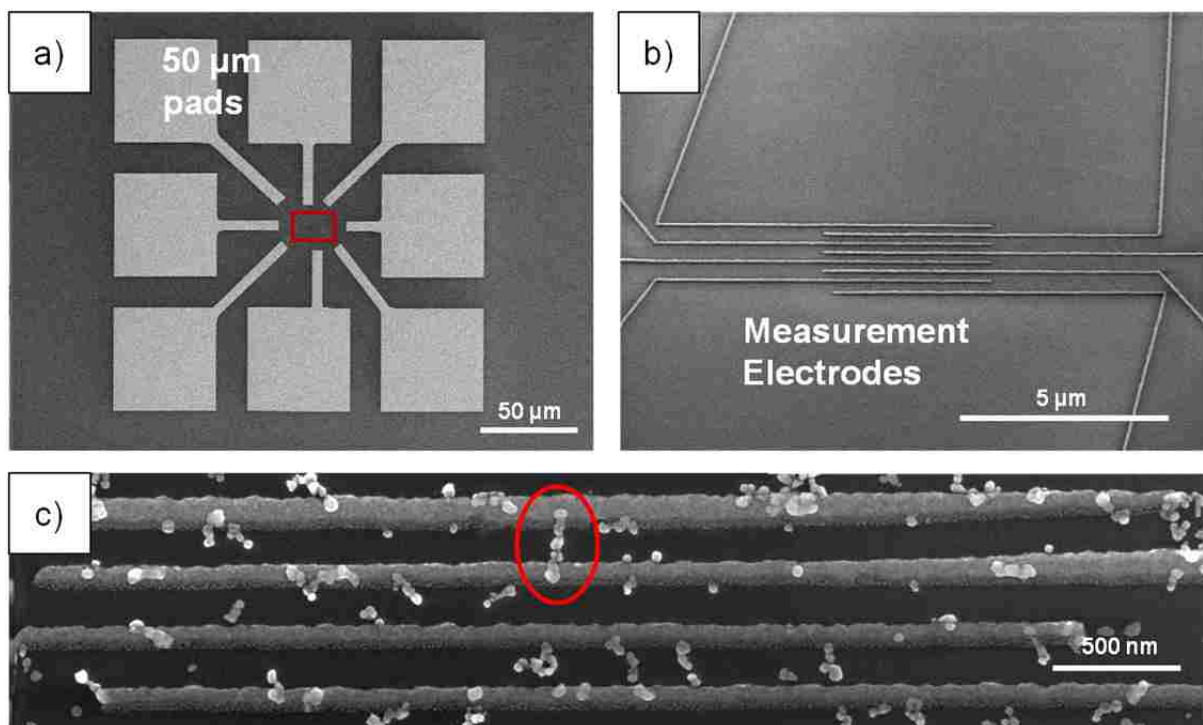 a)
50 µm
pads
50 µm
b)
Measurement
Electrodes
5 µm
c)
500 nm